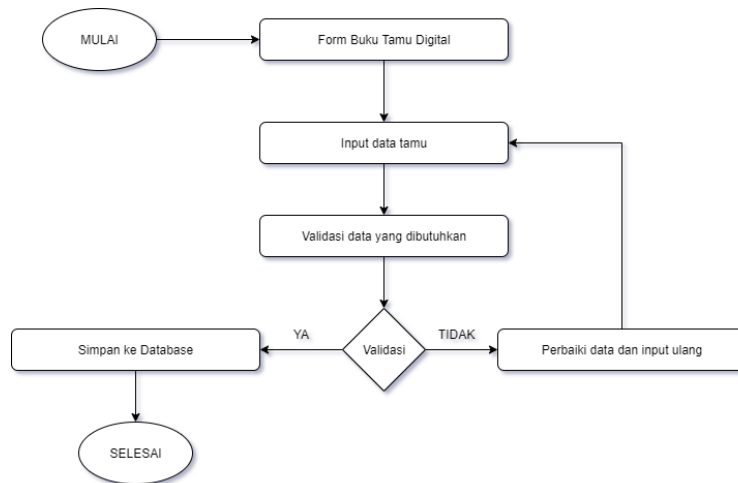 MULAI
Form Buku Tamu Digital
Input data tamu
Validasi data yang dibutuhkan
YA
TIDAK
Simpan ke Database
Validasi
Perbaiki data dan input ulang
SELESAI